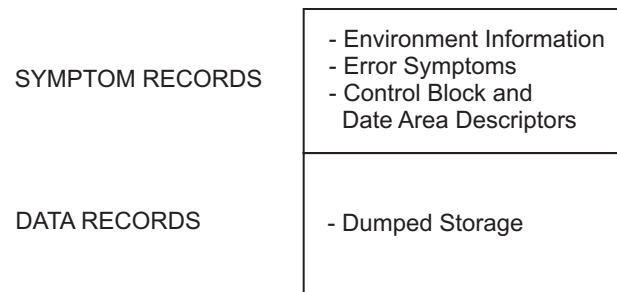 SYMPTOM RECORDS
- Environment Information
- Error Symptoms
- Control Block and
Date Area Descriptors
DATA RECORDS
- Dumped Storage